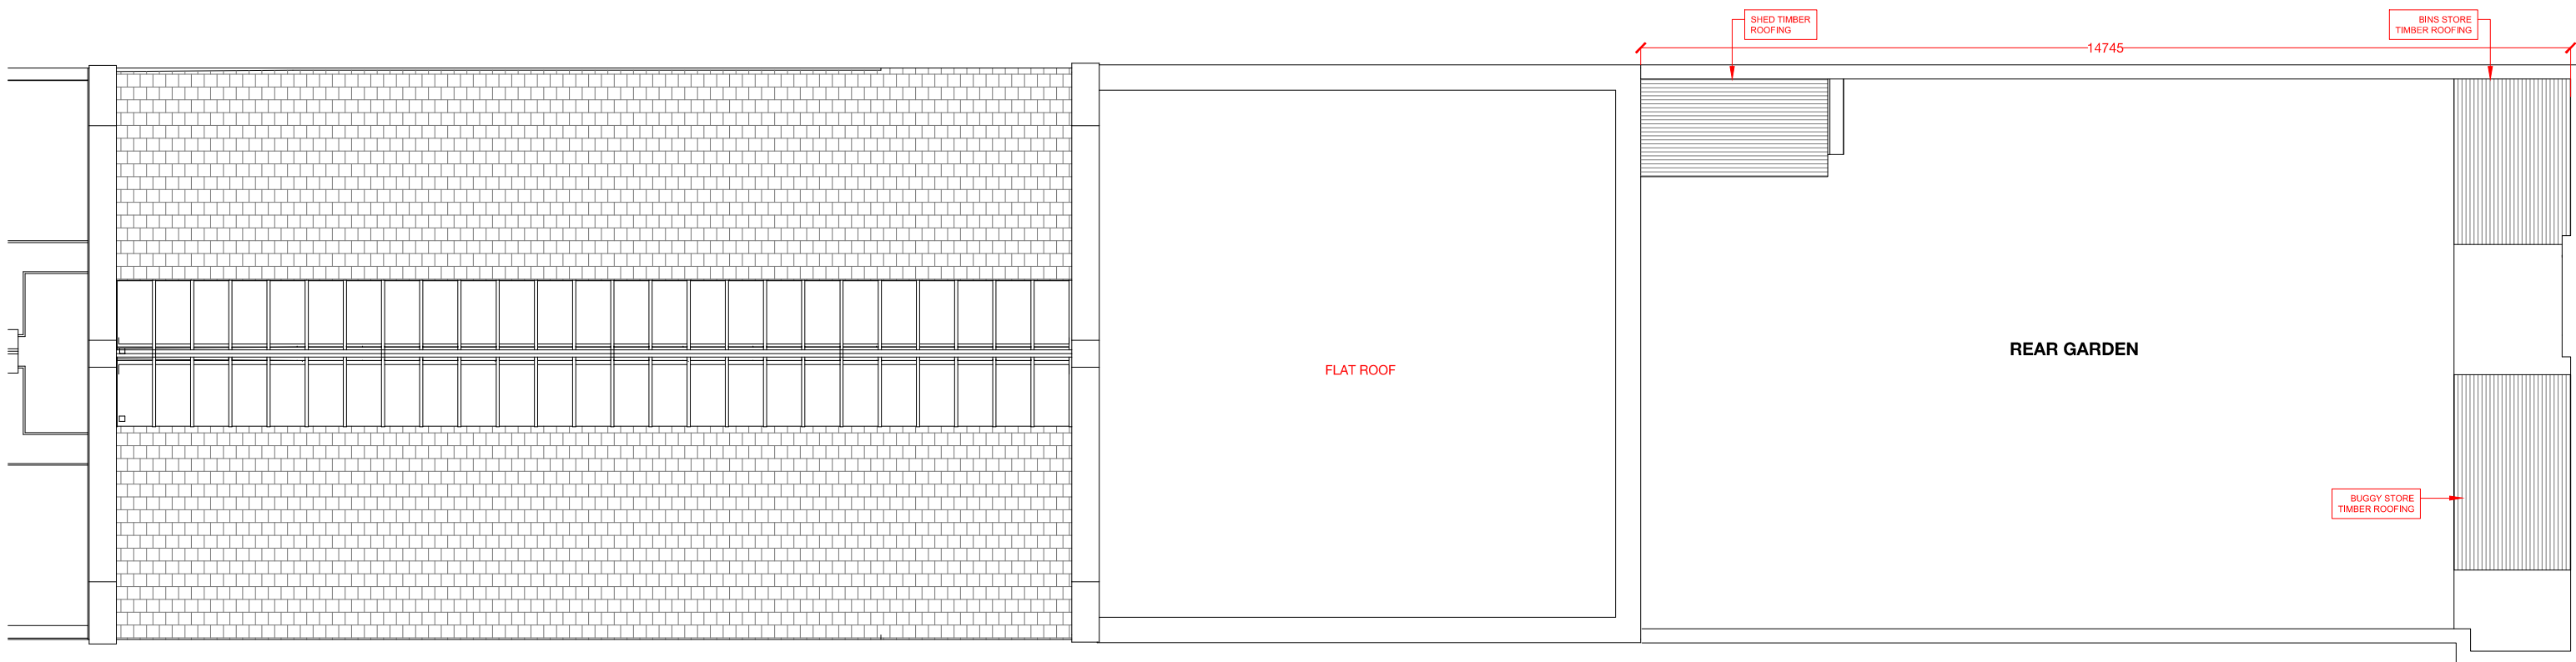 SHED TIMBER
ROOFING
BINS STORE
TIMBER ROOFING
14745
REAR GARDEN
FLAT ROOF
BUGGY STORE
TIMBER ROOFING